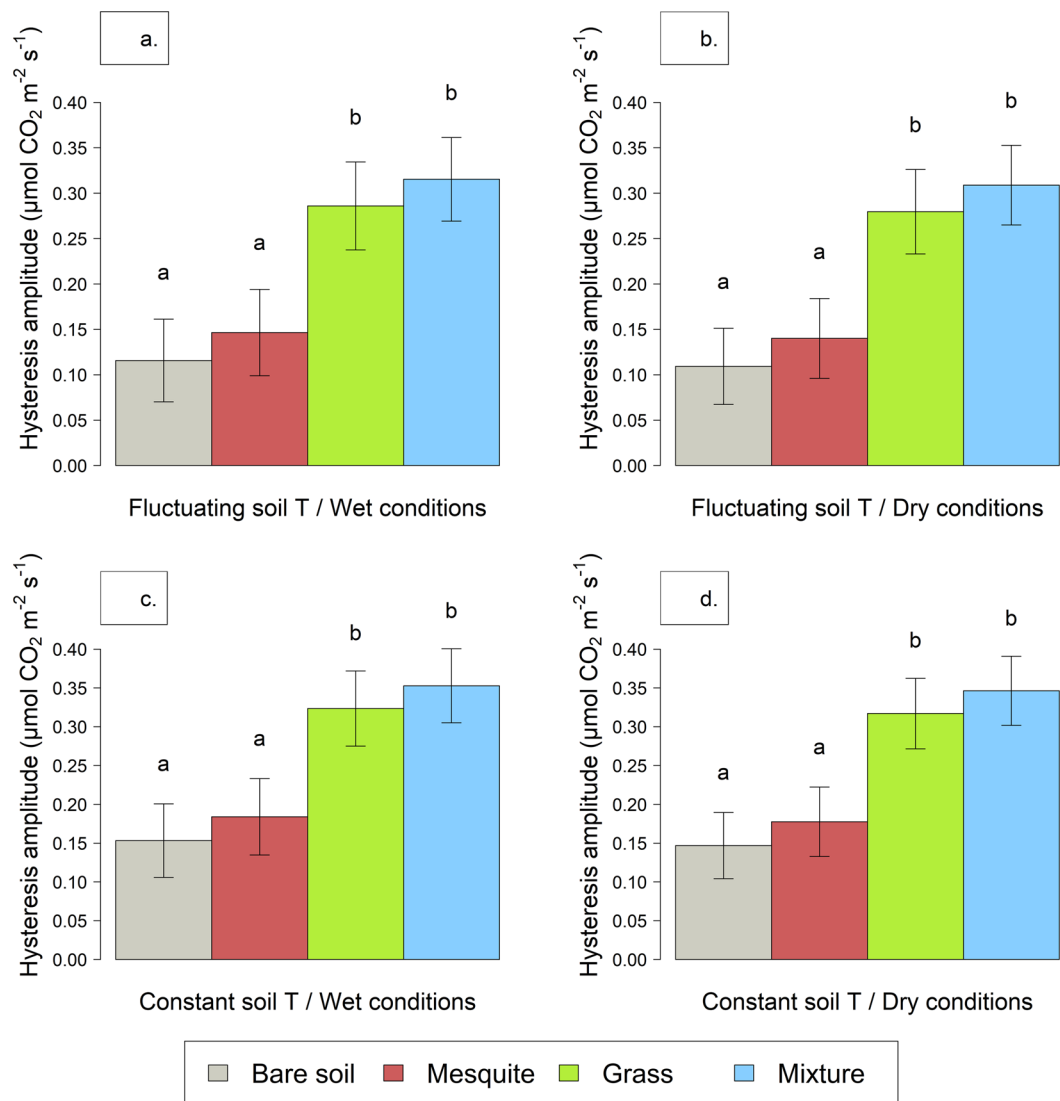 a.
Hysteresis amplitude (µmol CO₂ m⁻² s⁻¹)
0.40
0.35
0.30
0.25
0.20
0.15
0.10
0.05
0.00
a
a
b
b
Fluctuating soil T / Wet conditions
b.
Hysteresis amplitude (µmol CO₂ m⁻² s⁻¹)
0.40
0.35
0.30
0.25
0.20
0.15
0.10
0.05
0.00
a
a
b
b
Fluctuating soil T / Dry conditions
c.
Hysteresis amplitude (µmol CO₂ m⁻² s⁻¹)
0.40
0.35
0.30
0.25
0.20
0.15
0.10
0.05
0.00
a
a
b
b
Constant soil T / Wet conditions
d.
Hysteresis amplitude (µmol CO₂ m⁻² s⁻¹)
0.40
0.35
0.30
0.25
0.20
0.15
0.10
0.05
0.00
a
a
b
b
Constant soil T / Dry conditions
Bare soil Mesquite Grass Mixture